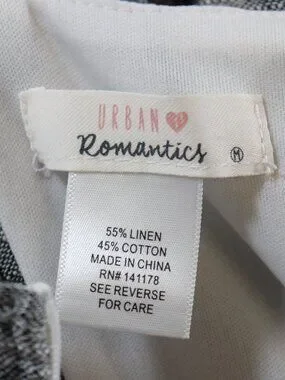 URBAN
Romantics M
55% LINEN
45% COTTON
MADE IN CHINA
RN# 141178
SEE REVERSE
FOR CARE